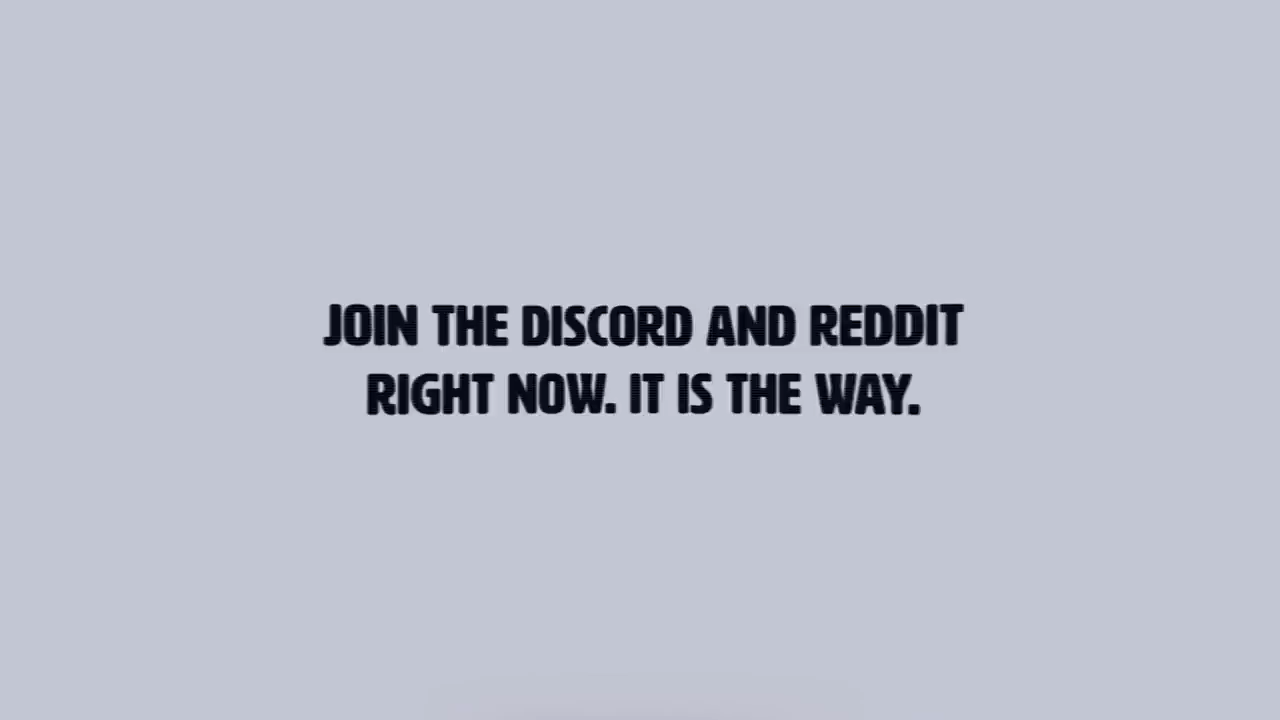 JOIN THE DISCORD AND REDDIT
RIGHT NOW. IT IS THE WAY.